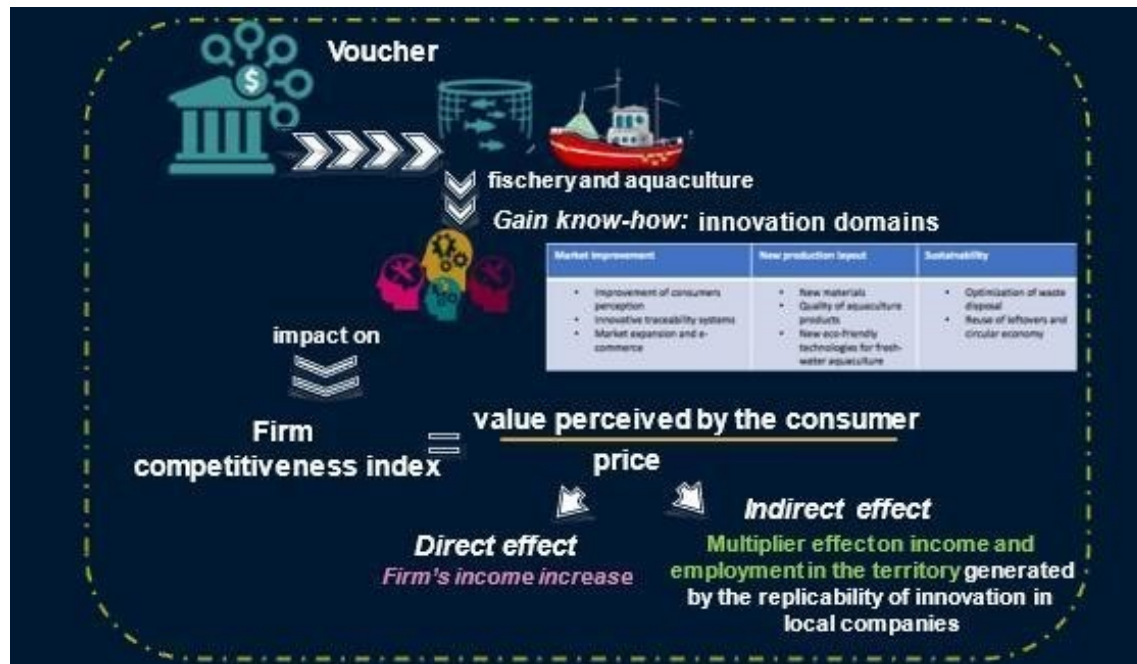 Voucher
$
fischery and aquaculture
Gain know-how: innovation domains
Market Improvement
New production layout
Sustainability
• Improvement of consumers
perception
• Innovative traceability systems
• Market expansion and e-
commerce
• New materials
• Quality of aquaculture
products
• New eco-friendly
technologies for fresh-
water aquaculture
• Optimization of waste
disposal
• Reuse of leftovers and
circular economy
impact on
Firm
competitiveness index
=
value perceived by the consumer
price
Direct effect
Firm's income increase
Indirect effect
Multiplier effect on income and
employment in the territory generated
by the replicability of innovation in
local companies